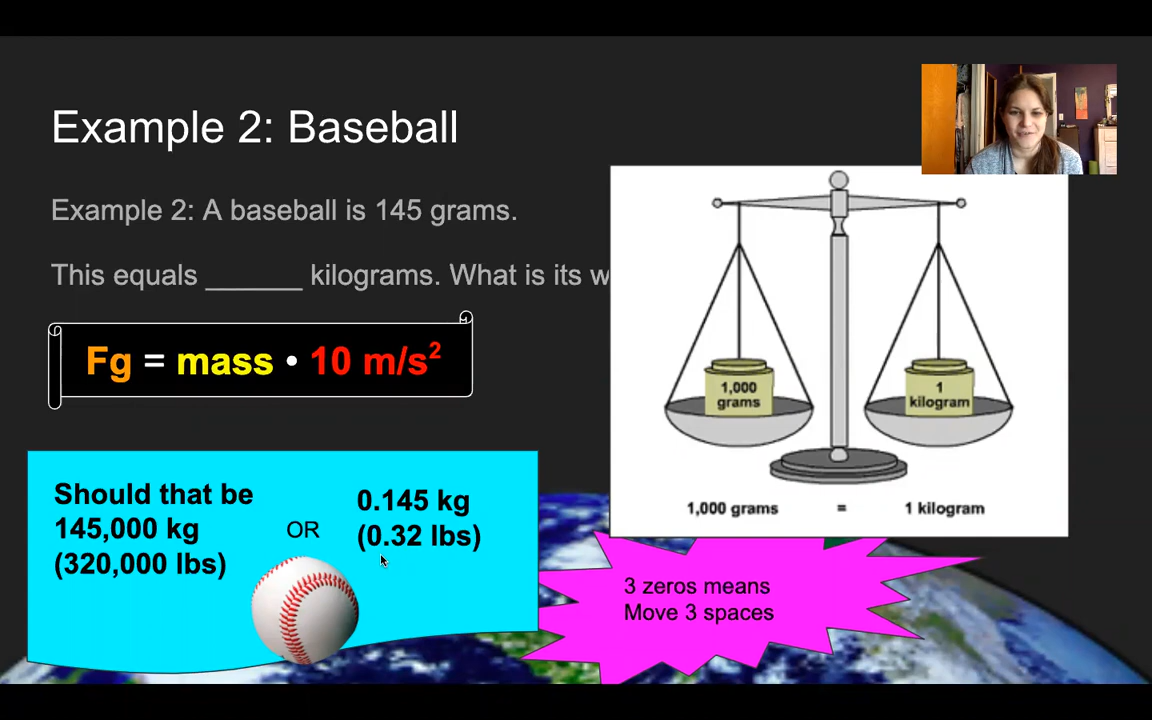 Example 2: Baseball
Example 2: A baseball is 145 grams.
This equals ______ kilograms. What is its w
Fg = mass • 10 m/s²
1,000
grams
1
kilogram
1,000 grams = 1 kilogram
Should that be
145,000 kg
(320,000 lbs)
OR
0.145 kg
(0.32 lbs)
3 zeros means
Move 3 spaces